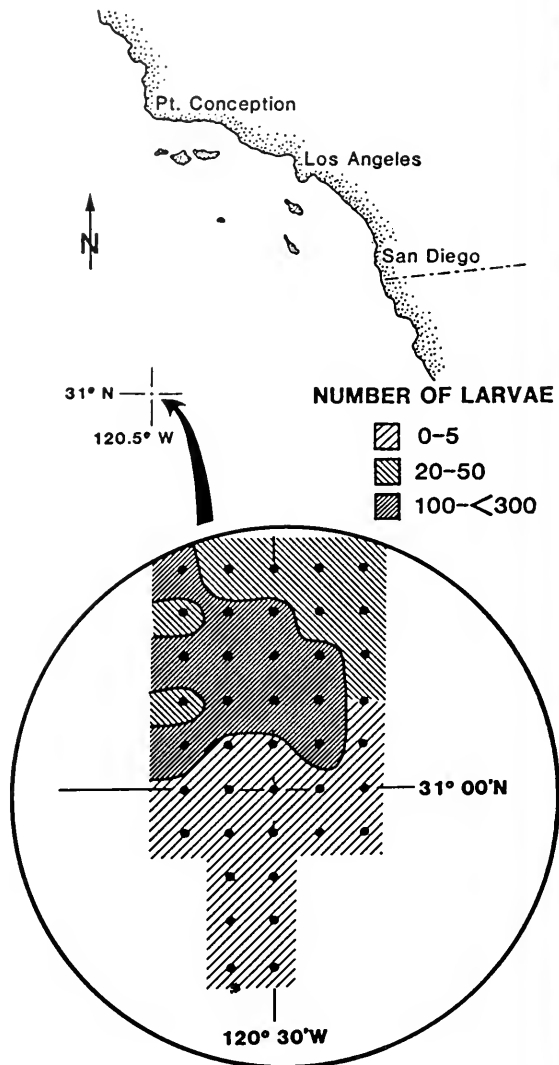 Pt. Conception
Los Angeles
N
San Diego
31° N
120.5° W
NUMBER OF LARVAE
0-5
20-50
100-<300
31° 00'N
120° 30'W